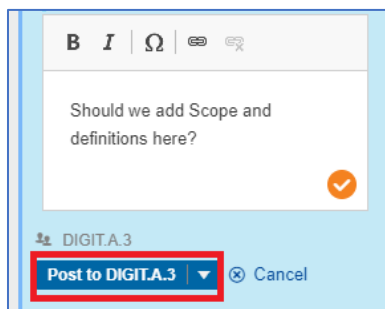 B I Ω
Should we add Scope and
definitions here?
DIGIT.A.3
Post to DIGIT.A.3 Cancel